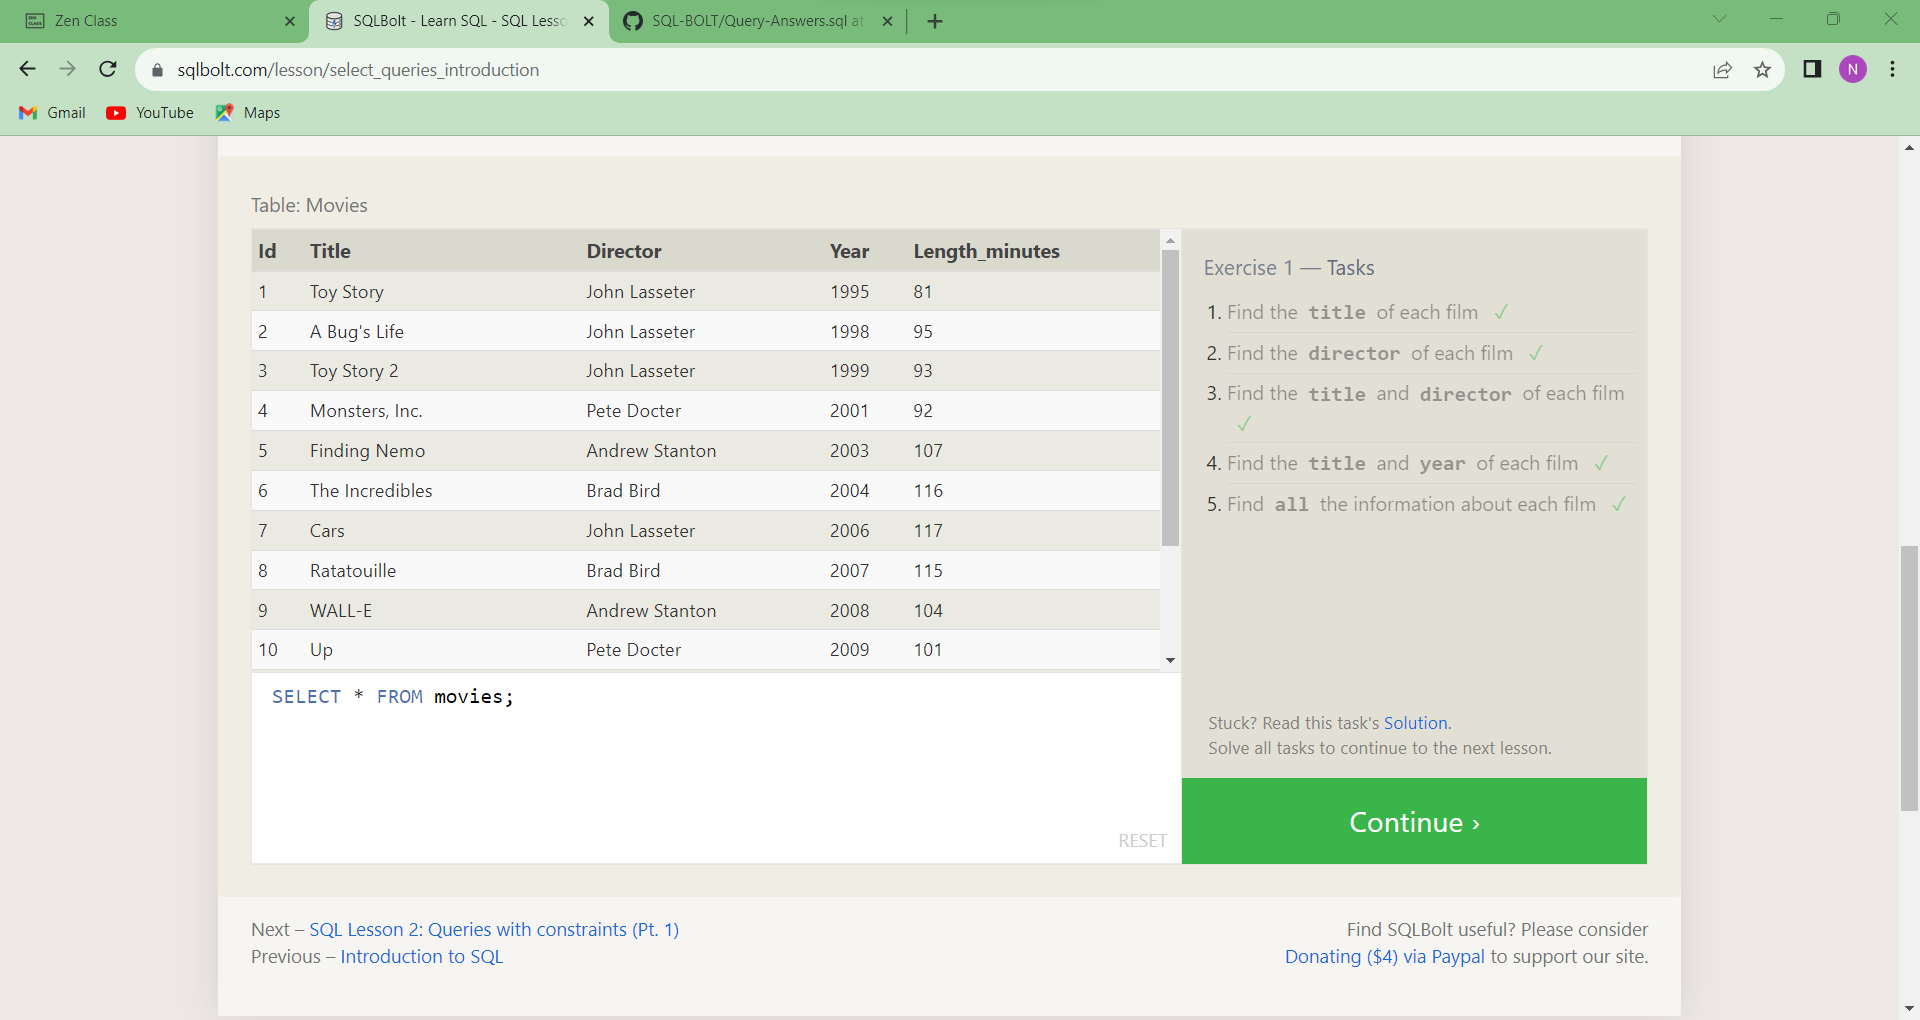 Zen Class
SQLBolt - Learn SQL - SQL Lesso
SQL-BOLT/Query-Answers.sql at
sqlbolt.com/lesson/select_queries_introduction
N
Gmail
YouTube
Maps
Table: Movies
Id Title Director Year Length_minutes
1 Toy Story John Lasseter 1995 81
2 A Bug's Life John Lasseter 1998 95
3 Toy Story 2 John Lasseter 1999 93
4 Monsters, Inc. Pete Docter 2001 92
5 Finding Nemo Andrew Stanton 2003 107
6 The Incredibles Brad Bird 2004 116
7 Cars John Lasseter 2006 117
8 Ratatouille Brad Bird 2007 115
9 WALL-E Andrew Stanton 2008 104
10 Up Pete Docter 2009 101
SELECT * FROM movies;
RESET
Exercise 1 — Tasks
1. Find the title of each film ✓
2. Find the director of each film ✓
3. Find the title and director of each film
✓
4. Find the title and year of each film ✓
5. Find all the information about each film ✓
Stuck? Read this task's Solution.
Solve all tasks to continue to the next lesson.
Continue ›
Next – SQL Lesson 2: Queries with constraints (Pt. 1)
Previous – Introduction to SQL
Find SQLBolt useful? Please consider
Donating ($4) via Paypal to support our site.